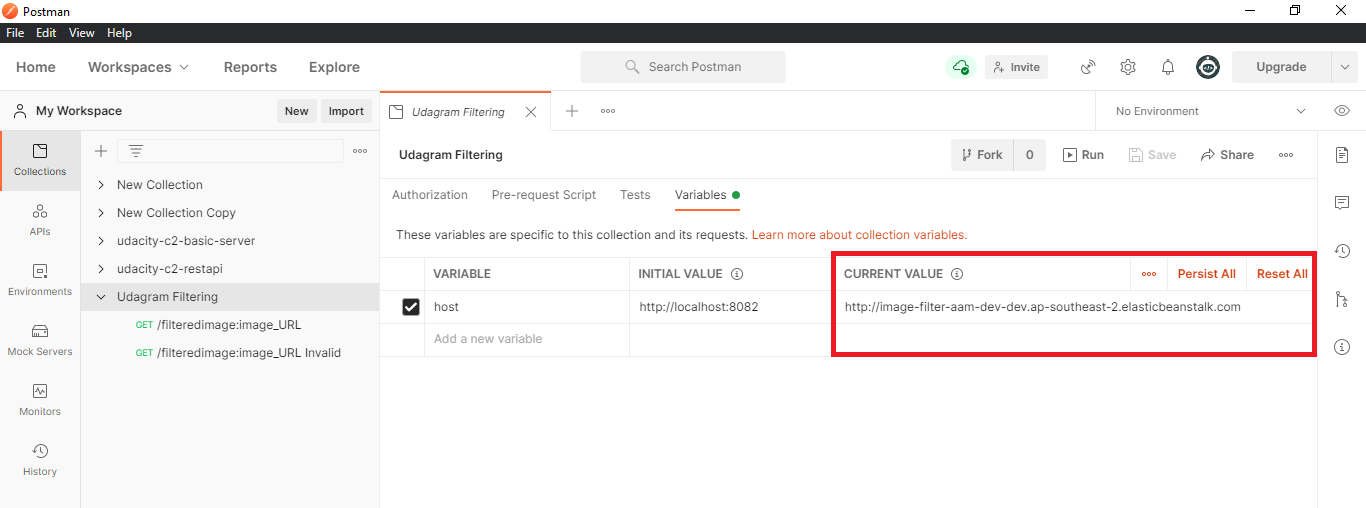 Postman
File Edit View Help
Home Workspaces Reports Explore Search Postman Invite Upgrade
My Workspace New Import
Udagram Filtering
No Environment
Collections
APIs
Environments
Mock Servers
Monitors
History
New Collection
New Collection Copy
udacity-c2-basic-server
udacity-c2-restapi
Udagram Filtering
GET /filteredimage:image_URL
GET /filteredimage:image_URL Invalid
Udagram Filtering Fork 0 Run Save Share
Authorization Pre-request Script Tests Variables
These variables are specific to this collection and its requests. Learn more about collection variables.
VARIABLE INITIAL VALUE CURRENT VALUE Persist All Reset All
host http://localhost:8082 http://image-filter-aam-dev-dev.ap-southeast-2.elasticbeanstalk.com
Add a new variable